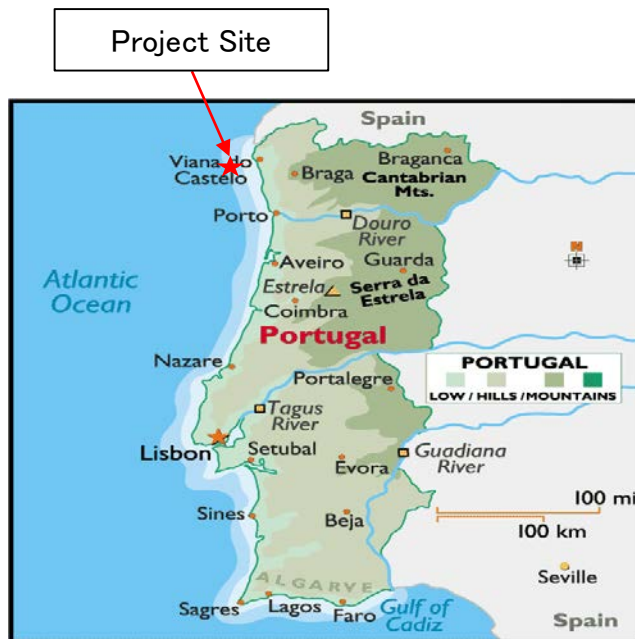 Project Site
Spain
Viana do
Castelo
Braga
Braganca
Cantabrian
Mts.
Porto
Douro
River
Atlantic
Ocean
Aveiro
Guarda
Estrela
Serra da
Estrela
Coimbra
Portugal
Nazare
PORTUGAL
LOW / HILLS / MOUNTAINS
Portalegre
Tagus
River
Lisbon
Setubal
Evora
Guadiana
River
Sines
Beja
100 mi
100 km
Seville
ALGARVE
Sagres
Lagos
Faro
Gulf of
Cadiz
Spain